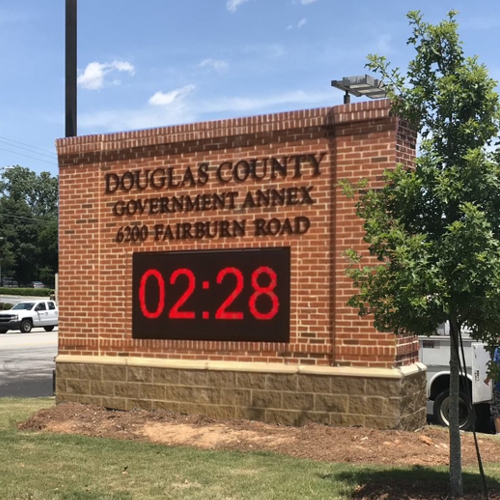 DOUGLAS COUNTY
GOVERNMENT ANNEX
6200 FAIRBURN ROAD
02:28